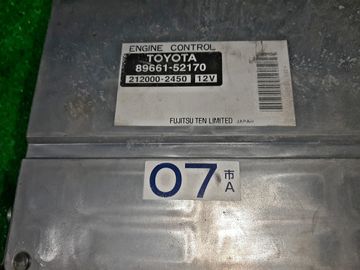 ENGINE CONTROL
TOYOTA
89661-52170
212000-2450 12V
FUJITSU TEN LIMITED JAPAN
07 市
A